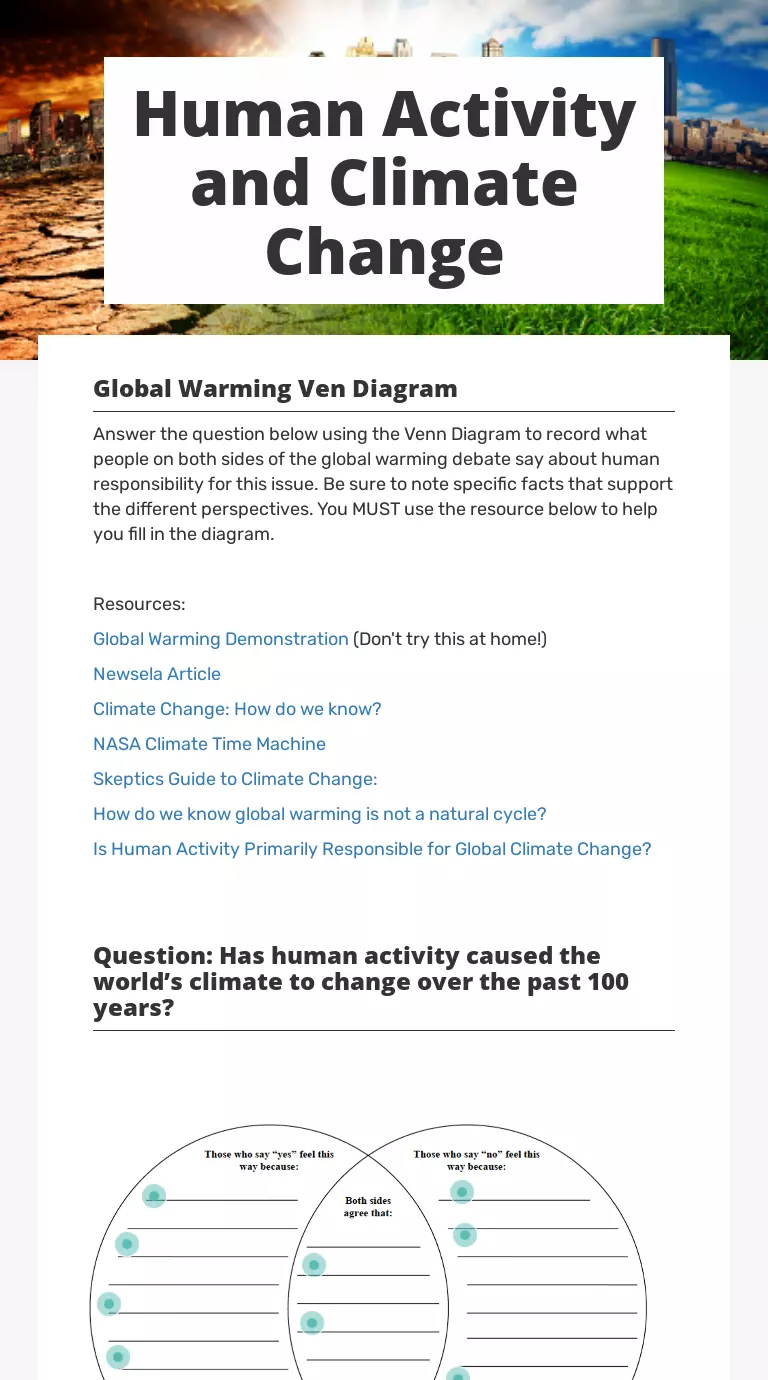 Human Activity
and Climate
Change
Global Warming Ven Diagram
Answer the question below using the Venn Diagram to record what
people on both sides of the global warming debate say about human
responsibility for this issue. Be sure to note specific facts that support
the different perspectives. You MUST use the resource below to help
you fill in the diagram.
Resources:
Global Warming Demonstration (Don't try this at home!)
Newsela Article
Climate Change: How do we know?
NASA Climate Time Machine
Skeptics Guide to Climate Change:
How do we know global warming is not a natural cycle?
Is Human Activity Primarily Responsible for Global Climate Change?
Question: Has human activity caused the
world’s climate to change over the past 100
years?
Those who say “yes” feel this
way because:
Both sides
agree that:
Those who say “no” feel this
way because: